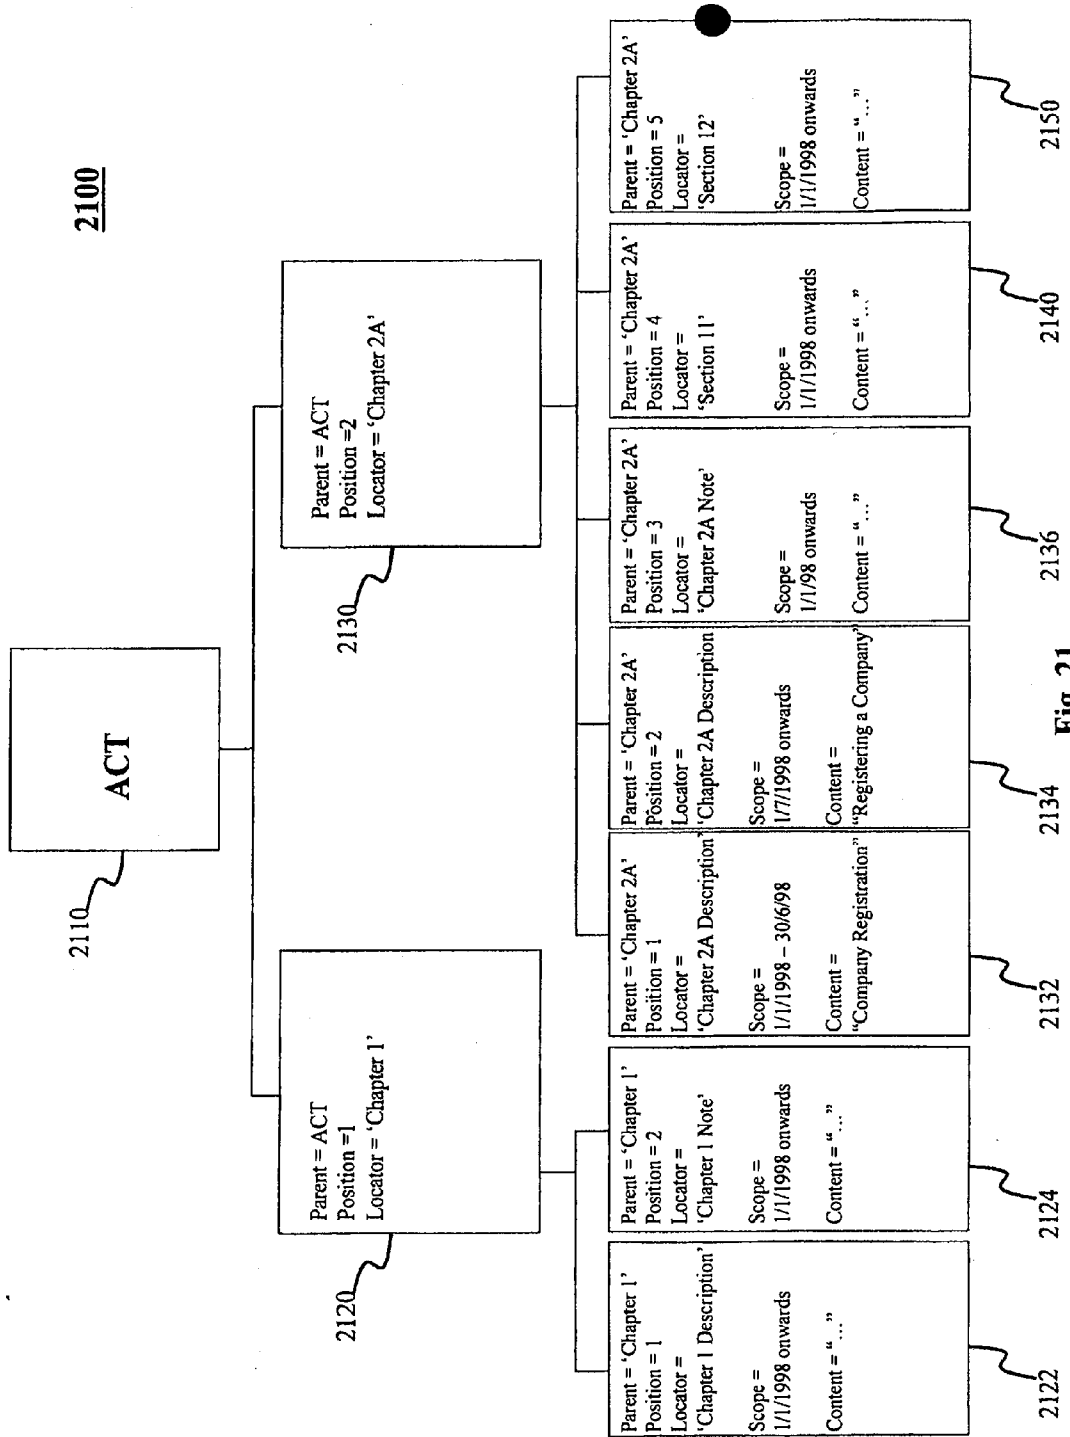 2100
ACT
2110
Parent = ACT
Position =1
Locator = ‘Chapter 1’
2120
Parent = ACT
Position =2
Locator = ‘Chapter 2A’
2130
Parent = ‘Chapter 1’
Position = 1
Locator =
‘Chapter 1 Description’
Scope =
1/1/1998 onwards
Content = “...”
2122
Parent = ‘Chapter 1’
Position = 2
Locator =
‘Chapter 1 Note’
Scope =
1/1/1998 onwards
Content = “...”
2124
Parent = ‘Chapter 2A’
Position = 1
Locator =
‘Chapter 2A Description’
Scope =
1/1/1998 – 30/6/98
Content =
“Company Registration”
2132
Parent = ‘Chapter 2A’
Position = 2
Locator =
‘Chapter 2A Description
Scope =
1/7/1998 onwards
Content =
“Registering a Company”
2134
Parent = ‘Chapter 2A’
Position = 3
Locator =
‘Chapter 2A Note’
Scope =
1/1/98 onwards
Content = “...”
2136
Parent = ‘Chapter 2A’
Position = 4
Locator =
‘Section 11’
Scope =
1/1/1998 onwards
Content = “...”
2140
Parent = ‘Chapter 2A’
Position = 5
Locator =
‘Section 12’
Scope =
1/1/1998 onwards
Content = “...”
2150
Fig. 21